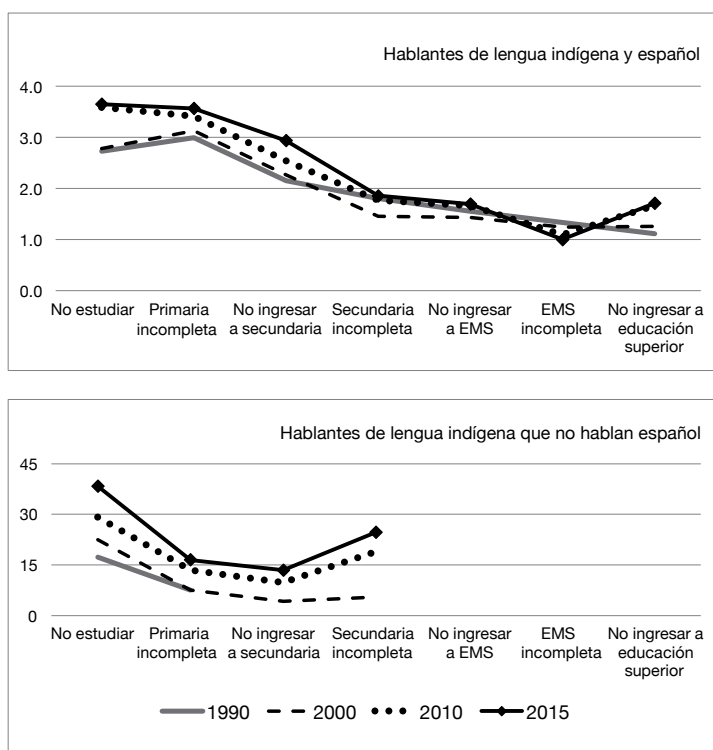 Hablantes de lengua indígena y español
4.0
3.0
2.0
1.0
0.0
No estudiar
Primaria
incompleta
No ingresar
a secundaria
Secundaria
incompleta
No ingresar
a EMS
EMS
incompleta
No ingresar a
educación
superior
Hablantes de lengua indígena que no hablan español
45
30
15
0
No estudiar
Primaria
incompleta
No ingresar
a secundaria
Secundaria
incompleta
No ingresar
a EMS
EMS
incompleta
No ingresar a
educación superior
1990
2000
2010
2015